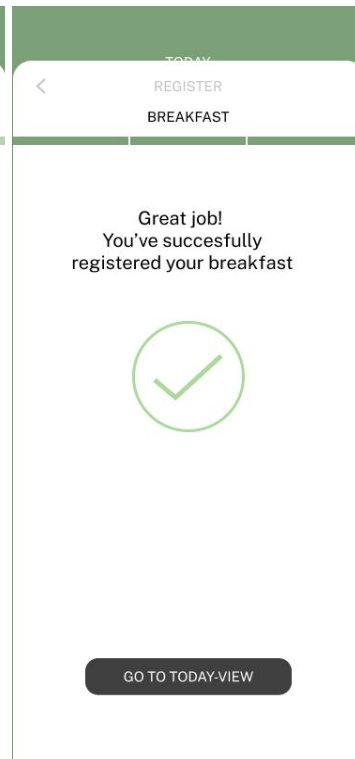 TODAY
REGISTER
BREAKFAST
Great job!
You've succesfully
registered your breakfast
GO TO TODAY-VIEW